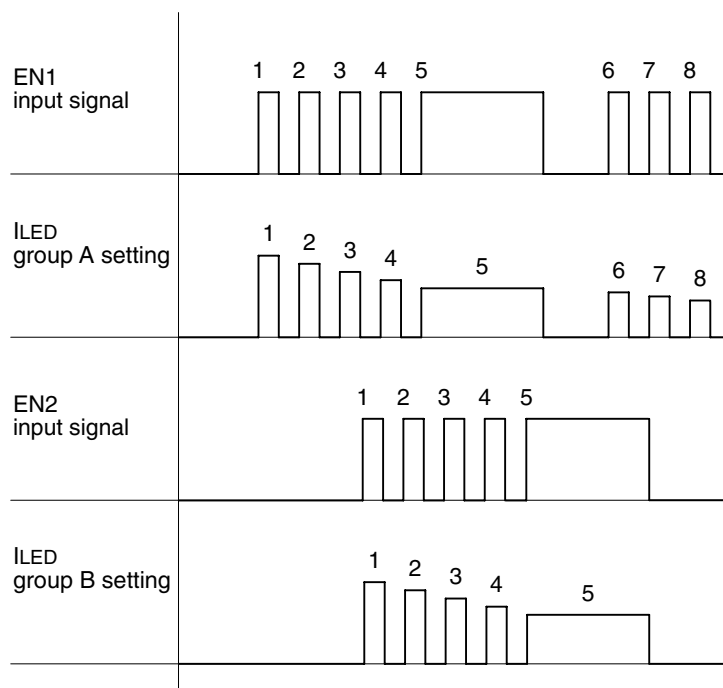 1 2 3 4 5 6 7 8
EN1
input signal
1 2 3 4 5 6 7 8
ILED
group A setting
1 2 3 4 5
EN2
input signal
1 2 3 4 5
ILED
group B setting